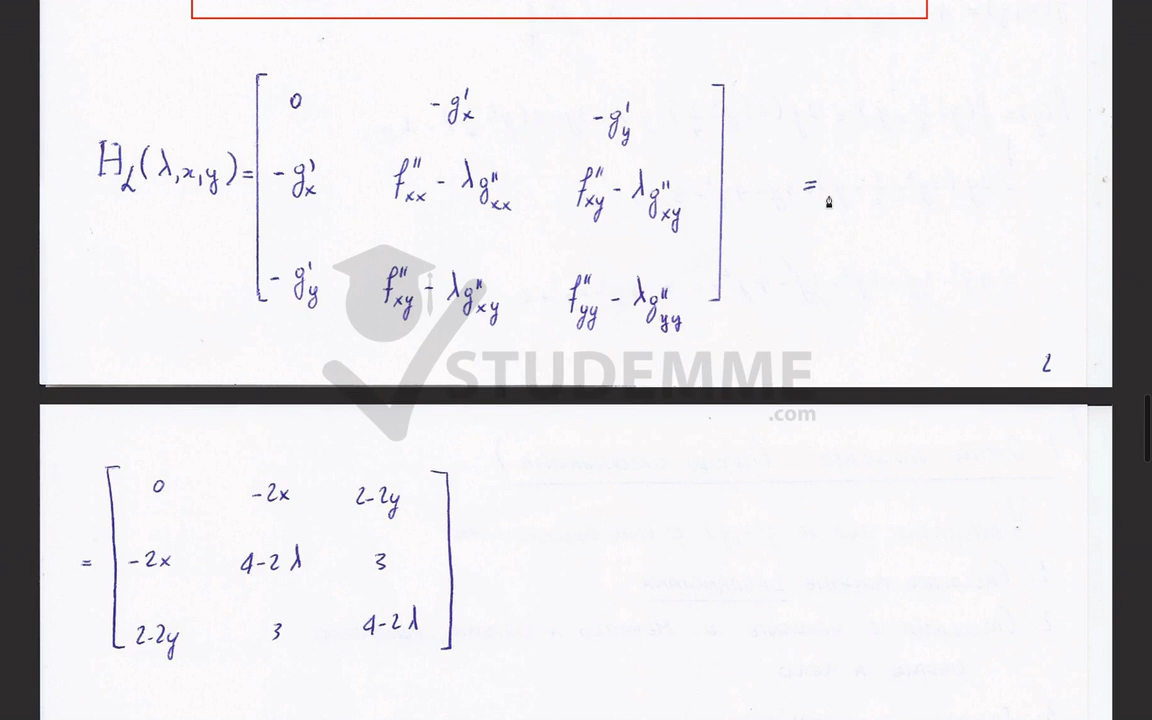 H_L(λ,x,y) = [ 0 -g'_x -g'_y
-g'_x f''_xx - λg''_xx f''_xy - λg''_xy
-g'_y f''_xy - λg''_xy f''_yy - λg''_yy ] =
STUDEMME
.com
2
= [ 0 -2x 2-2y
-2x 4-2λ 3
2-2y 3 4-2λ ]